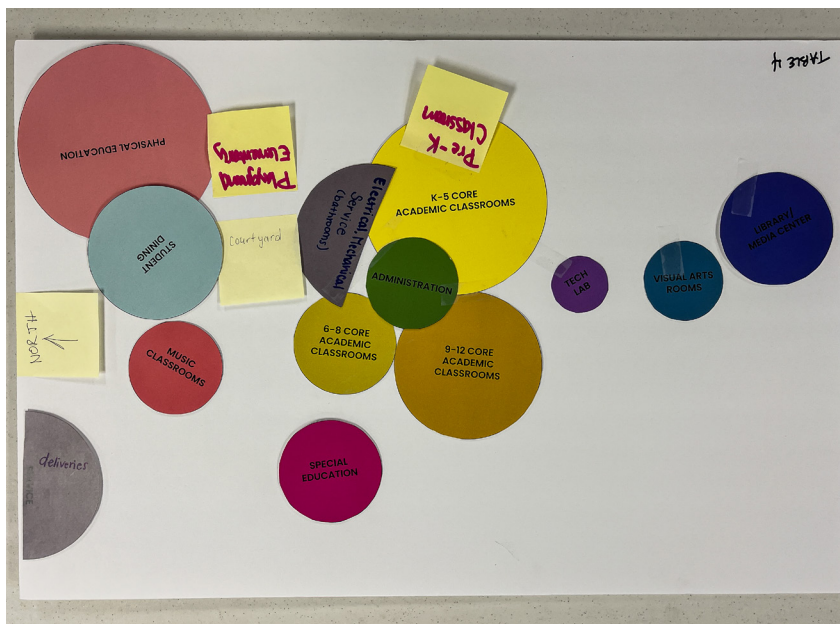 TABLE 4
PHYSICAL EDUCATION
Playground
Elementary
Pre-K
Classroom
K-5 CORE
ACADEMIC CLASSROOMS
Electrical, Mechanical
Service
(bathrooms)
STUDENT
DINING
Courtyard
ADMINISTRATION
TECH
LAB
VISUAL ARTS
ROOMS
LIBRARY/
MEDIA CENTER
NORTH
MUSIC
CLASSROOMS
6-8 CORE
ACADEMIC
CLASSROOMS
9-12 CORE
ACADEMIC
CLASSROOMS
deliveries
SPECIAL
EDUCATION